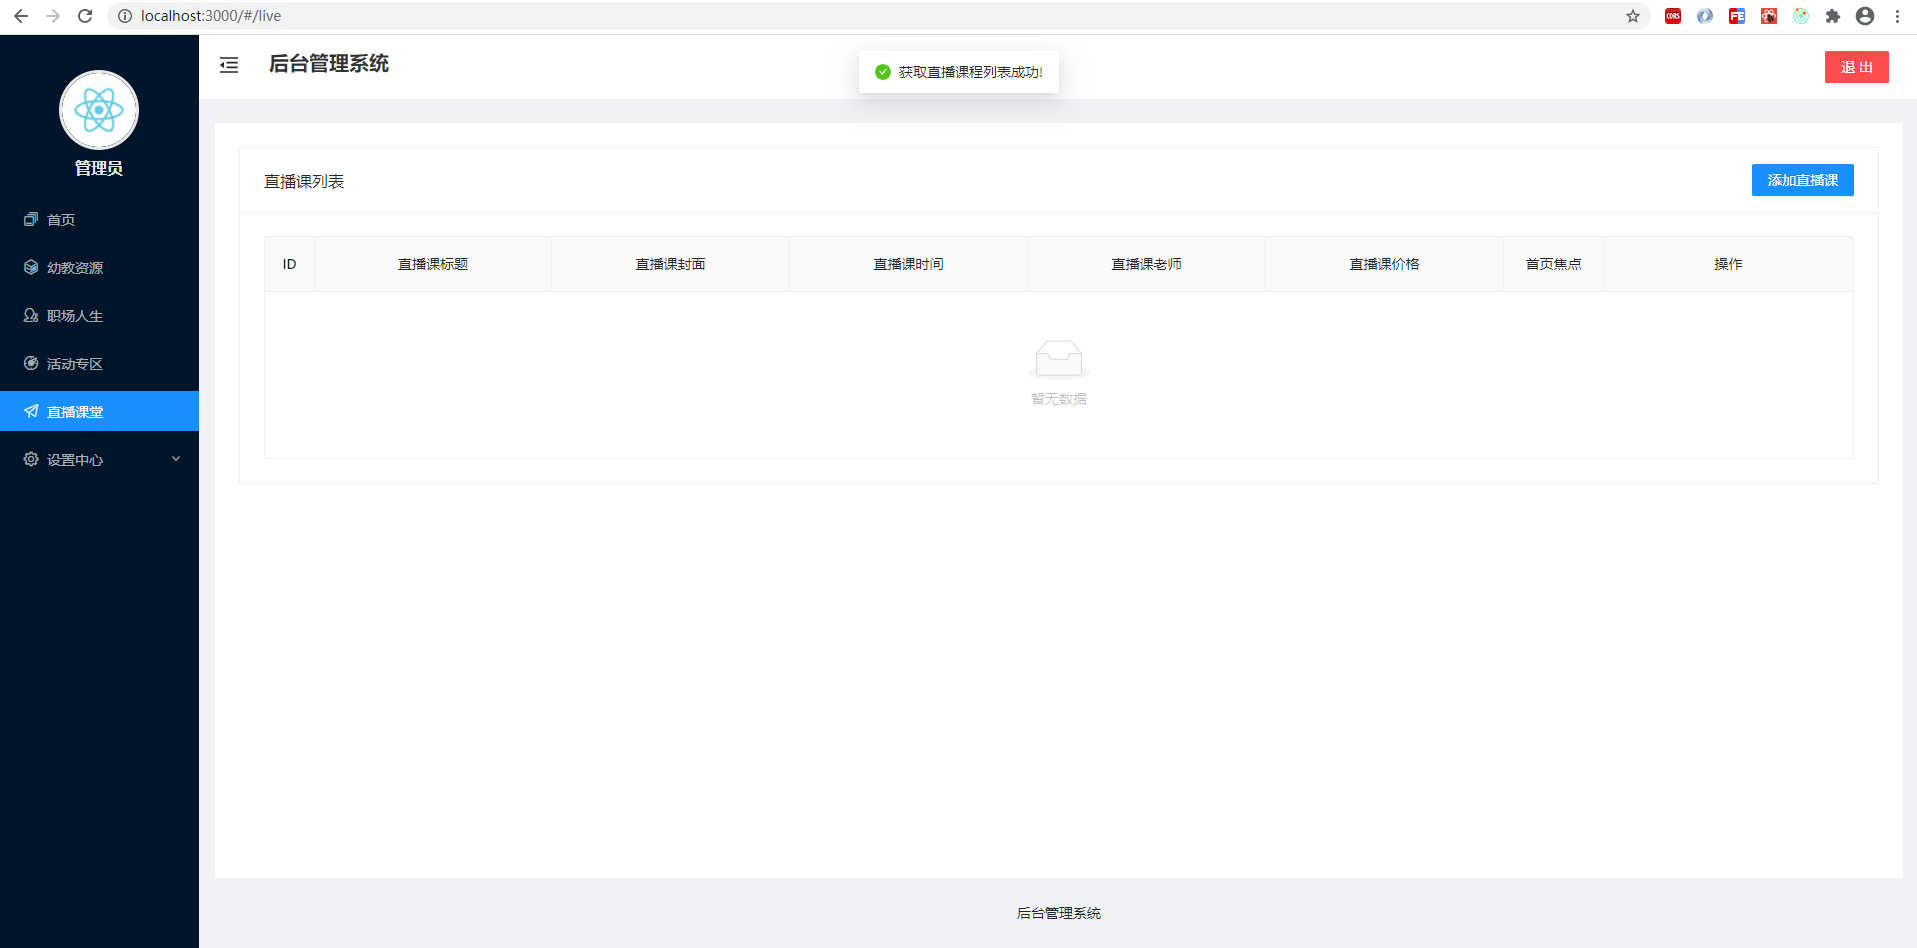 localhost:3000/#/live
CORS
FE
后台管理系统
获取直播课程列表成功!
退 出
管理员
首页
幼教资源
职场人生
活动专区
直播课堂
设置中心
直播课列表
添加直播课
ID
直播课标题
直播课封面
直播课时间
直播课老师
直播课价格
首页焦点
操作
暂无数据
后台管理系统